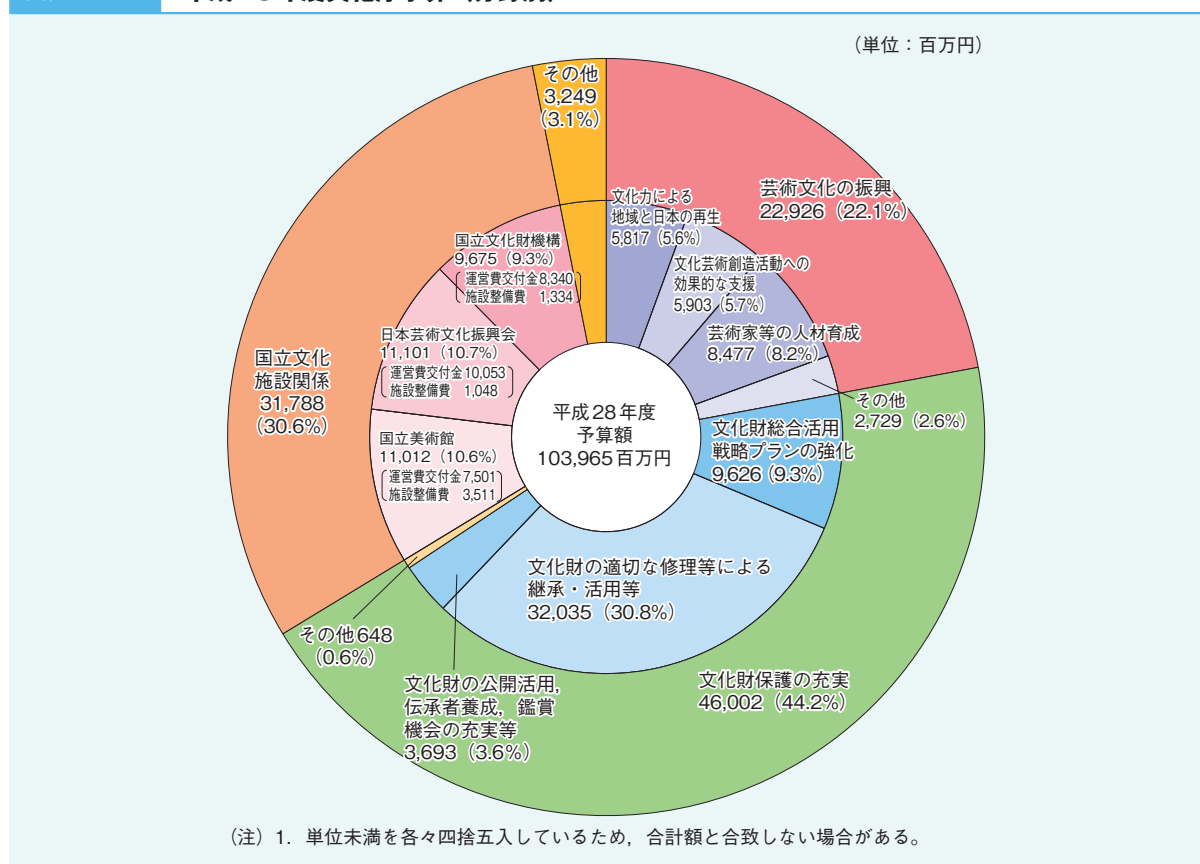 （単位：百万円）
その他
3,249
（3.1%）
芸術文化の振興
22,926（22.1%）
文化力による
地域と日本の再生
5,817（5.6%）
文化芸術創造活動への
効果的な支援
5,903（5.7%）
芸術家等の人材育成
8,477（8.2%）
その他
2,729（2.6%）
国立文化財機構
9,675（9.3%）
運営費交付金8,340
施設整備費　1,334
日本芸術文化振興会
11,101（10.7%）
運営費交付金10,053
施設整備費　1,048
国立文化
施設関係
31,788
（30.6%）
国立美術館
11,012（10.6%）
運営費交付金7,501
施設整備費　3,511
平成28年度
予算額
103,965百万円
文化財総合活用
戦略プランの強化
9,626（9.3%）
文化財の適切な修理等による
継承・活用等
32,035（30.8%）
その他648
（0.6%）
文化財の公開活用，
伝承者養成，鑑賞
機会の充実等
3,693（3.6%）
文化財保護の充実
46,002（44.2%）
（注）1．単位未満を各々四捨五入しているため，合計額と合致しない場合がある。